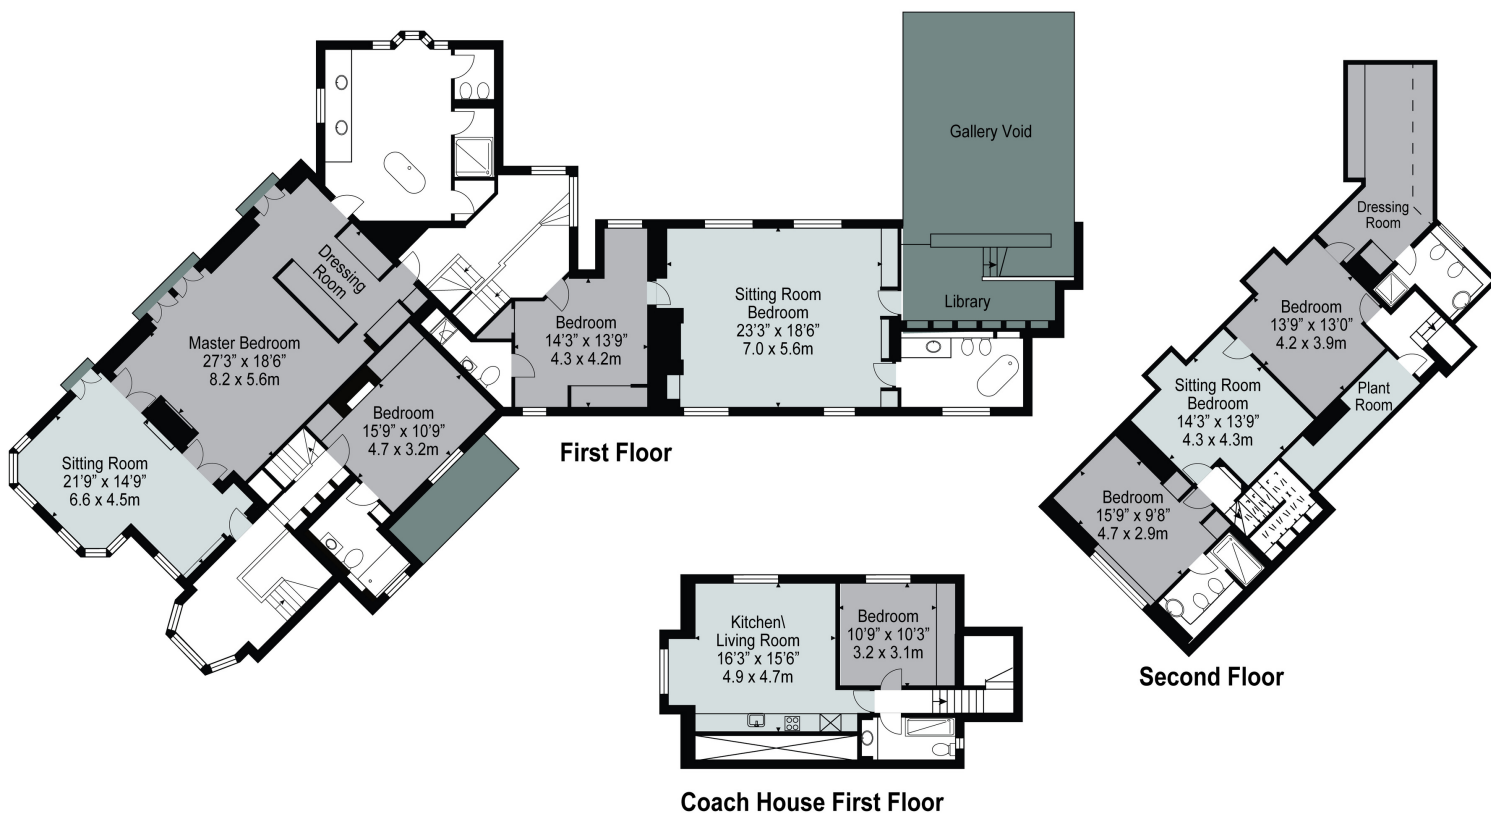 Gallery Void
Library
Dressing
Room
Master Bedroom
27’3” x 18’6”
8.2 x 5.6m
Sitting Room
21’9” x 14’9”
6.6 x 4.5m
Bedroom
15’9” x 10’9”
4.7 x 3.2m
Bedroom
14’3” x 13’9”
4.3 x 4.2m
Sitting Room
Bedroom
23’3” x 18’6”
7.0 x 5.6m
First Floor
Dressing
Room
Bedroom
13’9” x 13’0”
4.2 x 3.9m
Sitting Room
Bedroom
14’3” x 13’9”
4.3 x 4.3m
Plant
Room
Bedroom
15’9” x 9’8”
4.7 x 2.9m
Second Floor
Kitchen\
Living Room
16’3” x 15’6”
4.9 x 4.7m
Bedroom
10’9” x 10’3”
3.2 x 3.1m
Coach House First Floor